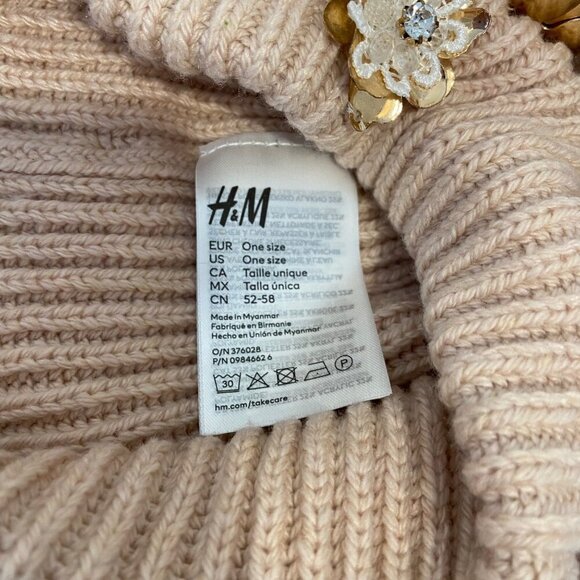 H&M
EUR One size
US One size
CA Taille unique
MX Talla única
CN 52-58
Made in Myanmar
Fabriqué en Birmanie
Hecho en Unión de Myanmar
O/N 376028
P/N 0984662 6
30
P
hm.com/takecare